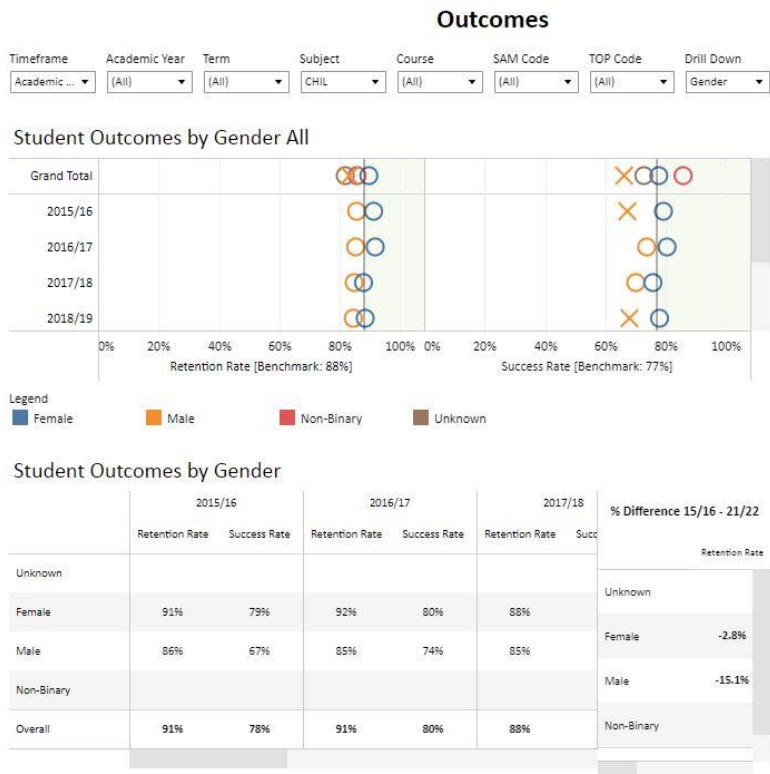 Outcomes
Timeframe Academic Year Term Subject Course SAM Code TOP Code Drill Down
Academic ... (All) (All) CHIL (All) (All) (All) Gender
Student Outcomes by Gender All
Grand Total
2015/16
2016/17
2017/18
2018/19
0% 20% 40% 60% 80% 100% 0% 20% 40% 60% 80% 100%
Retention Rate [Benchmark: 88%] Success Rate [Benchmark: 77%]
Legend
Female Male Non-Binary Unknown
Student Outcomes by Gender
2015/16 2016/17 2017/18 % Difference 15/16 - 21/22
Retention Rate Success Rate Retention Rate Success Rate Retention Rate Succ
Retention Rate
Unknown
Unknown
Female 91% 79% 92% 80% 88%
Female -2.8%
Male 86% 67% 85% 74% 85%
Male -15.1%
Non-Binary
Non-Binary
Overall 91% 78% 91% 80% 88%